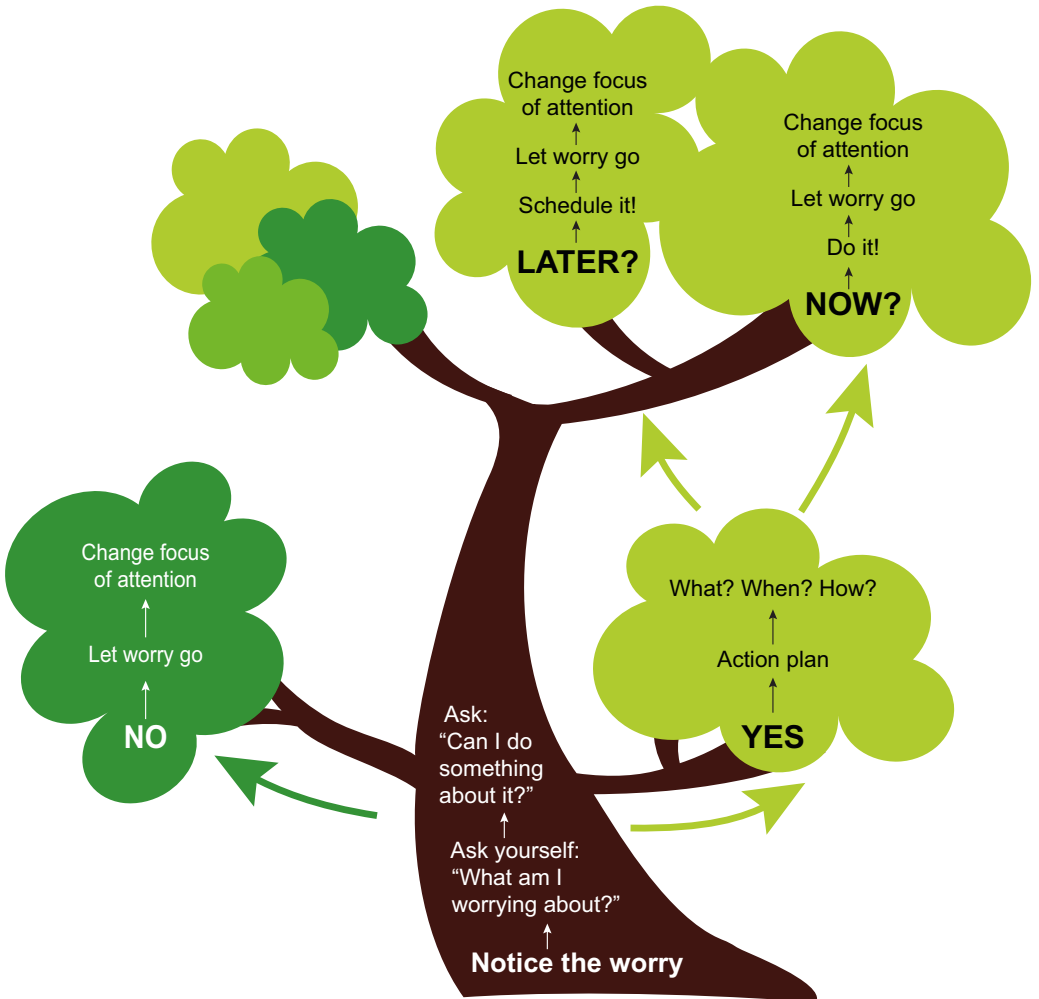 Change focus
of attention
Let worry go
Schedule it!
LATER?
Change focus
of attention
Let worry go
Do it!
NOW?
Change focus
of attention
Let worry go
NO
What? When? How?
Action plan
YES
Ask:
“Can I do
something
about it?”
Ask yourself:
“What am I
worrying about?”
Notice the worry